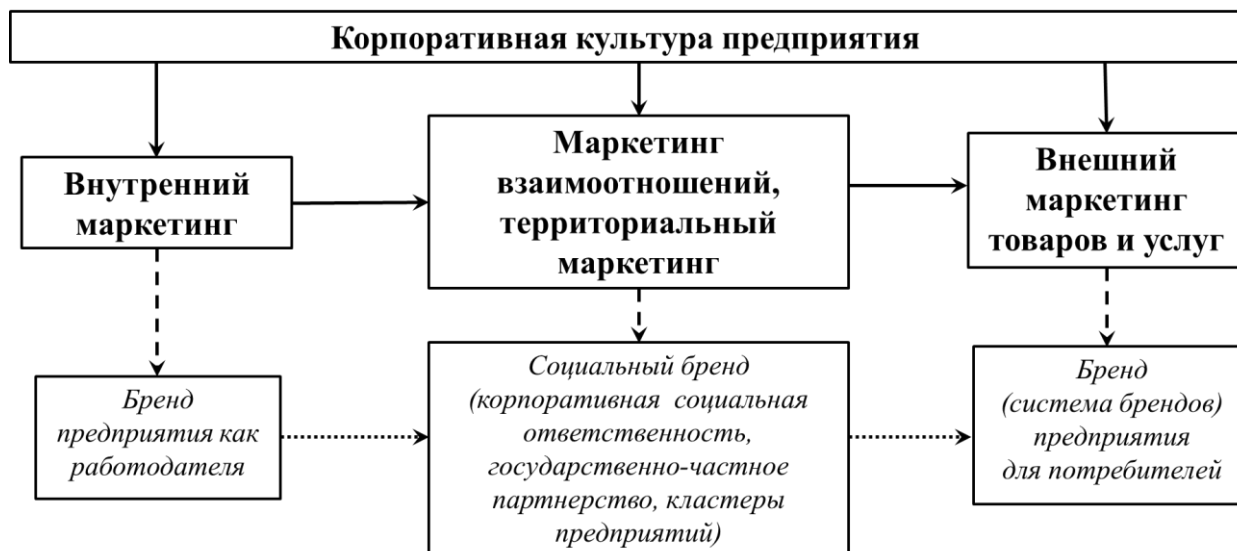 Корпоративная культура предприятия
Внутренний
маркетинг
Маркетинг
взаимоотношений,
территориальный
маркетинг
Внешний
маркетинг
товаров и услуг
Бренд
предприятия как
работодателя
Социальный бренд
(корпоративная социальная
ответственность,
государственно-частное
партнерство, кластеры
предприятий)
Бренд
(система брендов)
предприятия
для потребителей